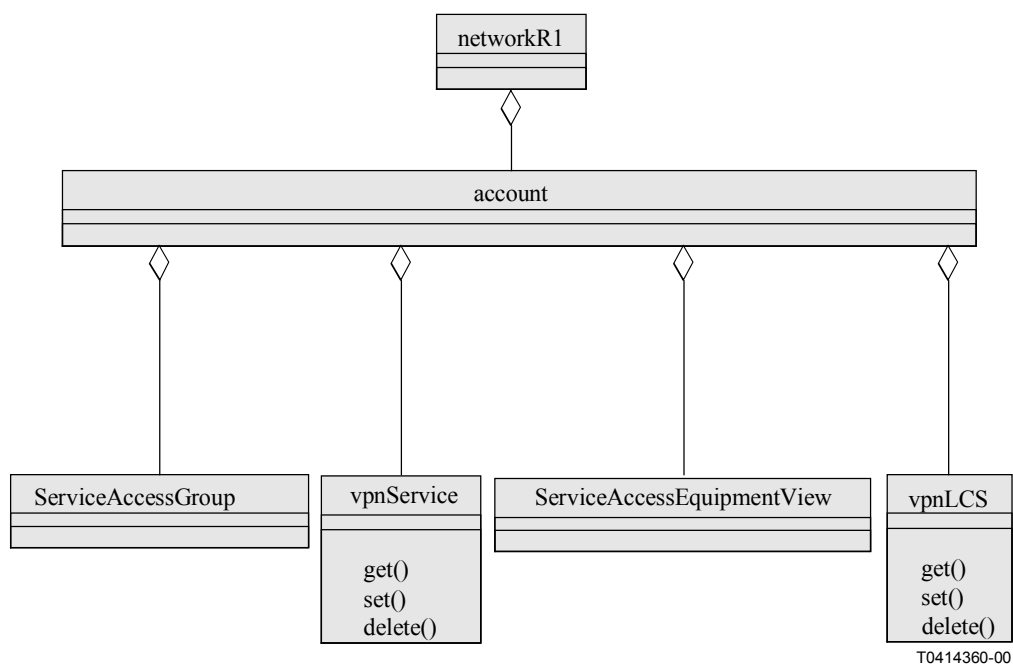 networkR1
account
ServiceAccessGroup
vpnService
get()
set()
delete()
ServiceAccessEquipmentView
vpnLCS
get()
set()
delete()
T0414360-00